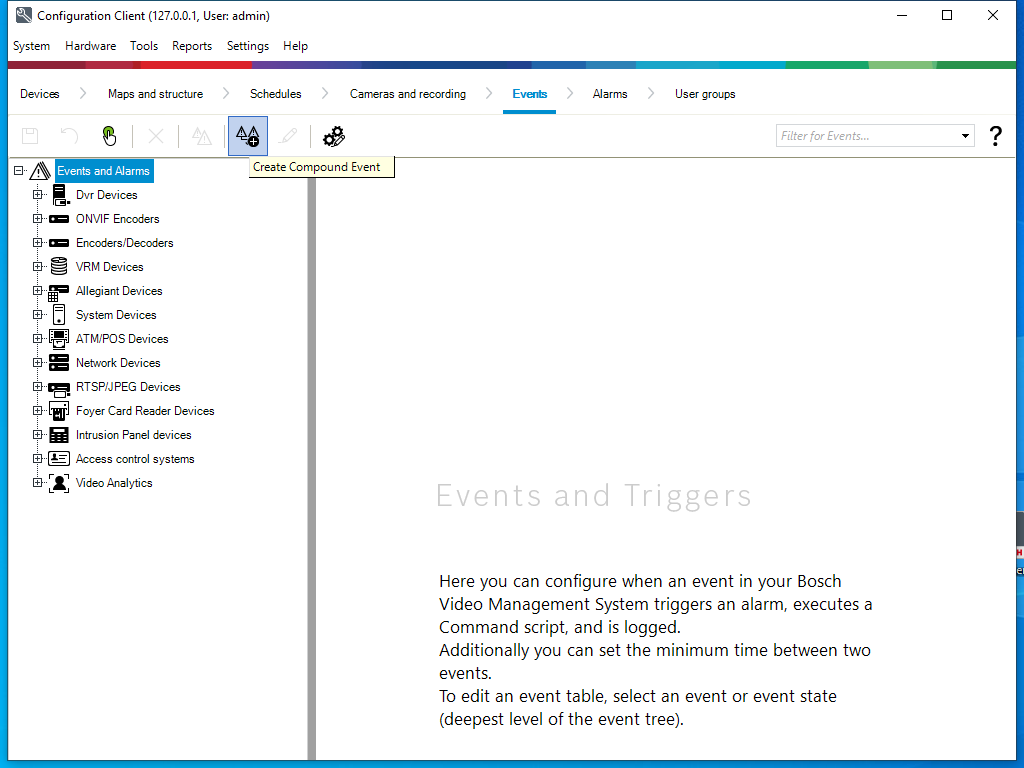 Configuration Client (127.0.0.1, User: admin)
System Hardware Tools Reports Settings Help
Devices Maps and structure Schedules Cameras and recording Events Alarms User groups
Filter for Events... ?
Create Compound Event
Events and Alarms
Dvr Devices
ONVIF Encoders
Encoders/Decoders
VRM Devices
Allegiant Devices
System Devices
ATM/POS Devices
Network Devices
RTSP/JPEG Devices
Foyer Card Reader Devices
Intrusion Panel devices
Access control systems
Video Analytics
Events and Triggers
Here you can configure when an event in your Bosch
Video Management System triggers an alarm, executes a
Command script, and is logged.
Additionally you can set the minimum time between two
events.
To edit an event table, select an event or event state
(deepest level of the event tree).